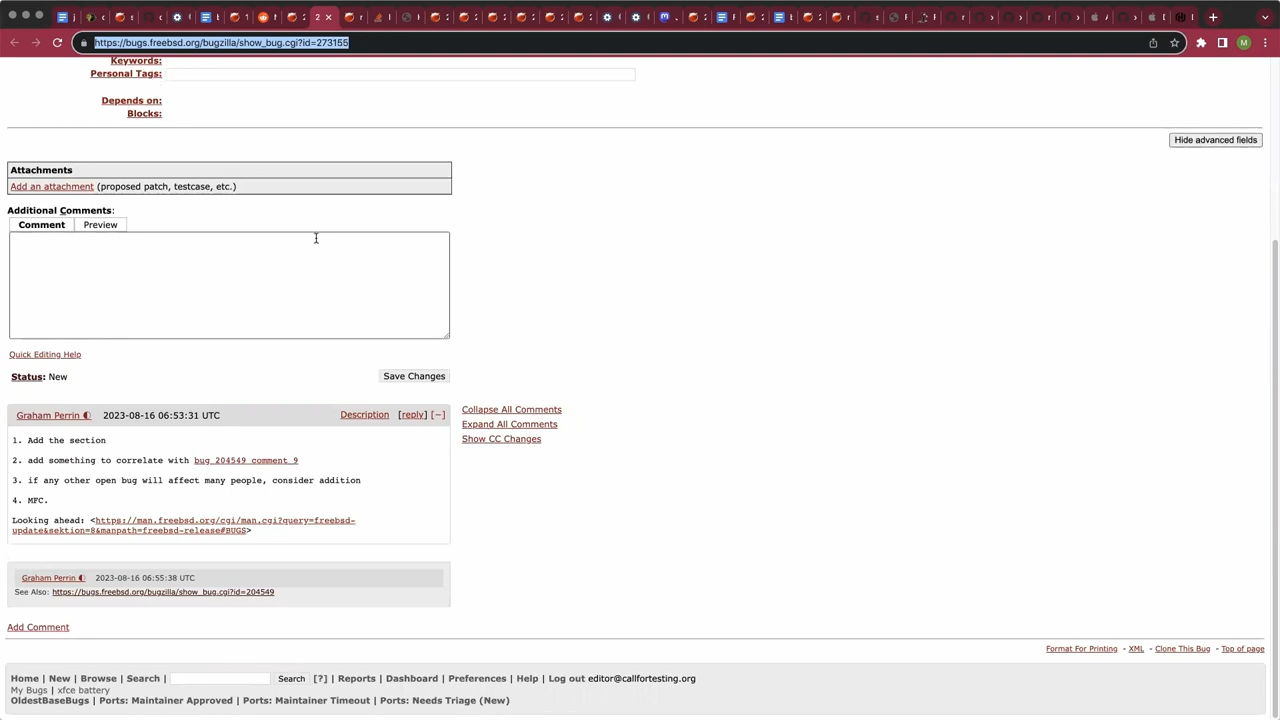 2
https://bugs.freebsd.org/bugzilla/show_bug.cgi?id=273155
M
Keywords:
Personal Tags:
Depends on:
Blocks:
Hide advanced fields
Attachments
Add an attachment (proposed patch, testcase, etc.)
Additional Comments:
Comment Preview
Quick Editing Help
Status: New
Save Changes
Graham Perrin 2023-08-16 06:53:31 UTC Description [reply] [−]
Collapse All Comments
Expand All Comments
Show CC Changes
1. Add the section
2. add something to correlate with bug 204549 comment 9
3. if any other open bug will affect many people, consider addition
4. MFC.
Looking ahead: <https://man.freebsd.org/cgi/man.cgi?query=freebsd-
update&sektion=8&manpath=freebsd-release#BUGS>
Graham Perrin 2023-08-16 06:55:38 UTC
See Also: https://bugs.freebsd.org/bugzilla/show_bug.cgi?id=204549
Add Comment
Format For Printing - XML - Clone This Bug - Top of page
Home | New | Browse | Search | Search [?] | Reports | Dashboard | Preferences | Help | Log out editor@callfortesting.org
My Bugs | xfce battery
OldestBaseBugs | Ports: Maintainer Approved | Ports: Maintainer Timeout | Ports: Needs Triage (New)